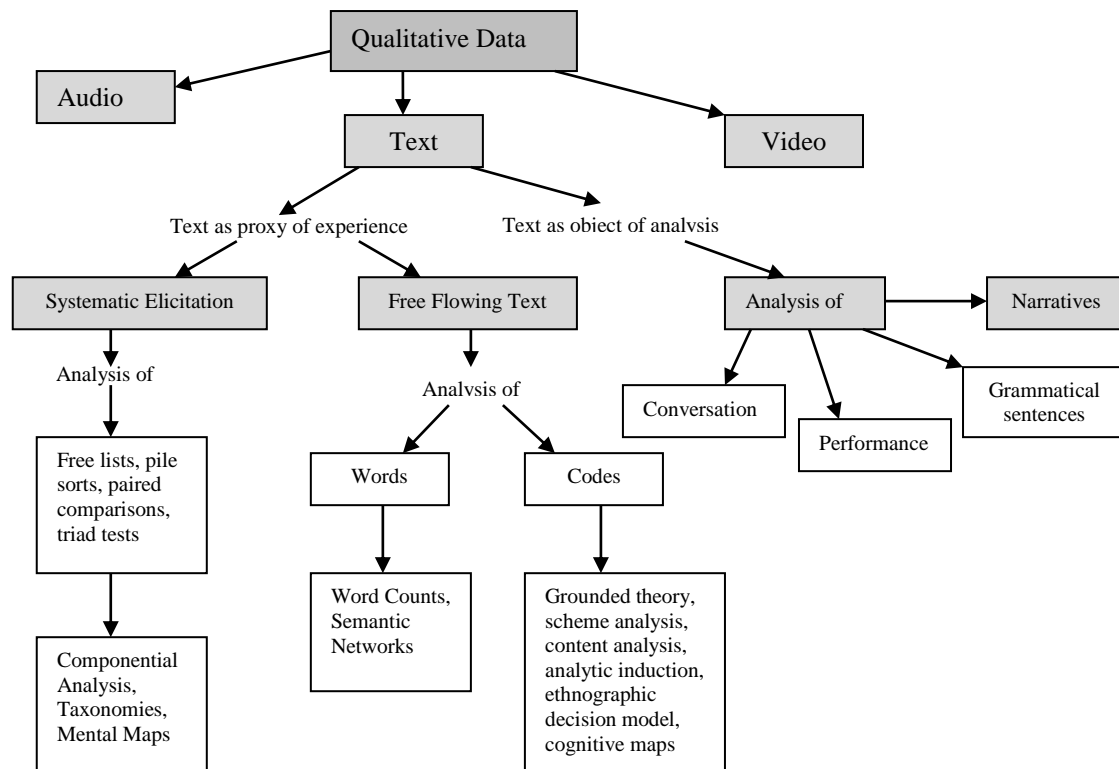 Qualitative Data
Audio
Text
Video
Text as proxy of experience
Text as object of analysis
Systematic Elicitation
Free Flowing Text
Analysis of
Narratives
Analysis of
Analysis of
Conversation
Performance
Grammatical
sentences
Free lists, pile
sorts, paired
comparisons,
triad tests
Words
Codes
Word Counts,
Semantic
Networks
Grounded theory,
scheme analysis,
content analysis,
analytic induction,
ethnographic
decision model,
cognitive maps
Componential
Analysis,
Taxonomies,
Mental Maps